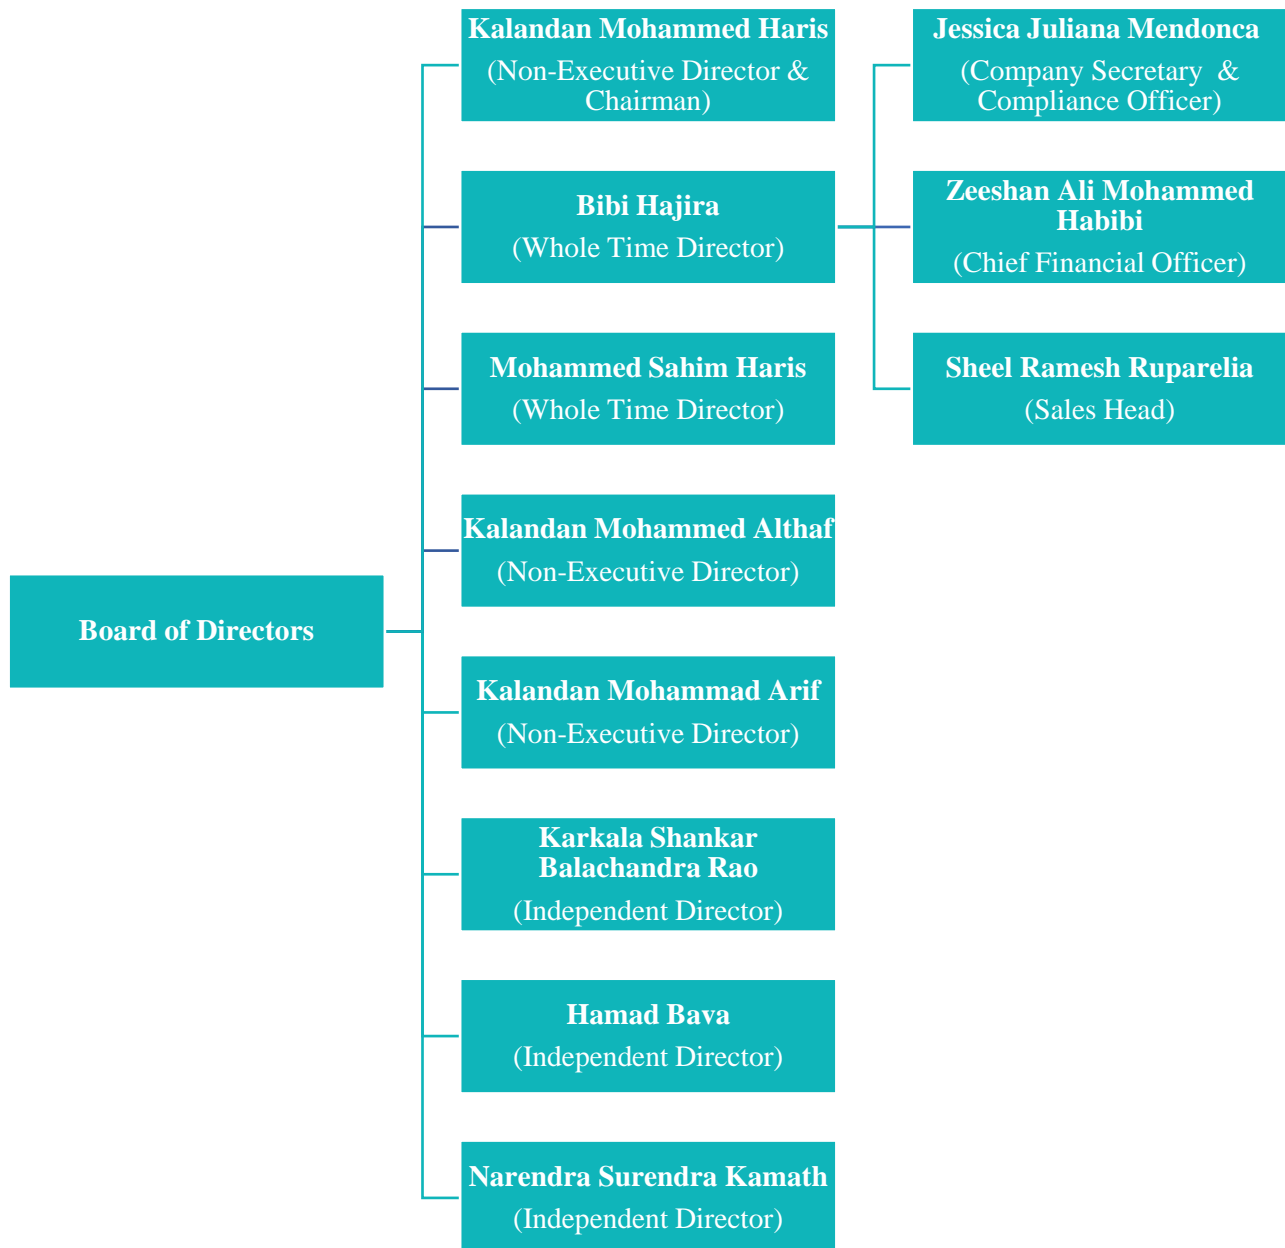 Board of Directors
Kalandan Mohammed Haris
(Non-Executive Director &
Chairman)
Bibi Hajira
(Whole Time Director)
Jessica Juliana Mendonca
(Company Secretary  &
Compliance Officer)
Zeeshan Ali Mohammed
Habibi
(Chief Financial Officer)
Sheel Ramesh Ruparelia
(Sales Head)
Mohammed Sahim Haris
(Whole Time Director)
Kalandan Mohammed Althaf
(Non-Executive Director)
Kalandan Mohammad Arif
(Non-Executive Director)
Karkala Shankar
Balachandra Rao
(Independent Director)
Hamad Bava
(Independent Director)
Narendra Surendra Kamath
(Independent Director)